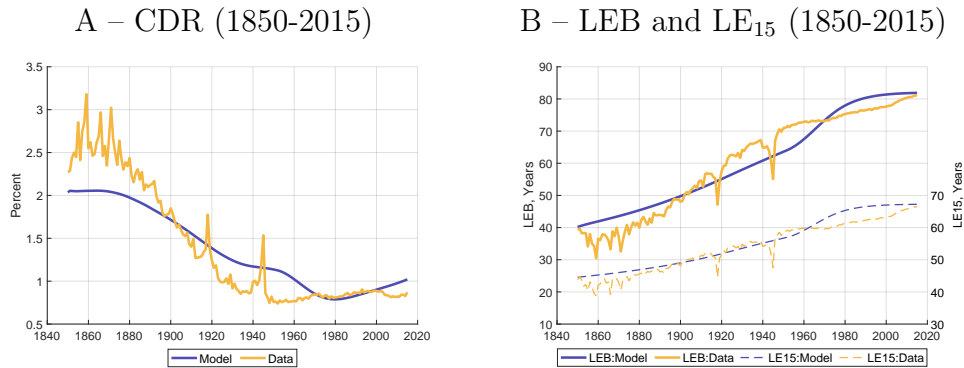 A – CDR (1850-2015)
Percent
3.5
3
2.5
2
1.5
1
0.5
1840 1860 1880 1900 1920 1940 1960 1980 2000 2020
Model Data
B – LEB and LE15 (1850-2015)
LEB, Years
90
80
70
60
50
40
30
20
10
LE15, Years
70
60
50
40
30
1840 1860 1880 1900 1920 1940 1960 1980 2000 2020
LEB:Model LEB:Data LE15:Model LE15:Data